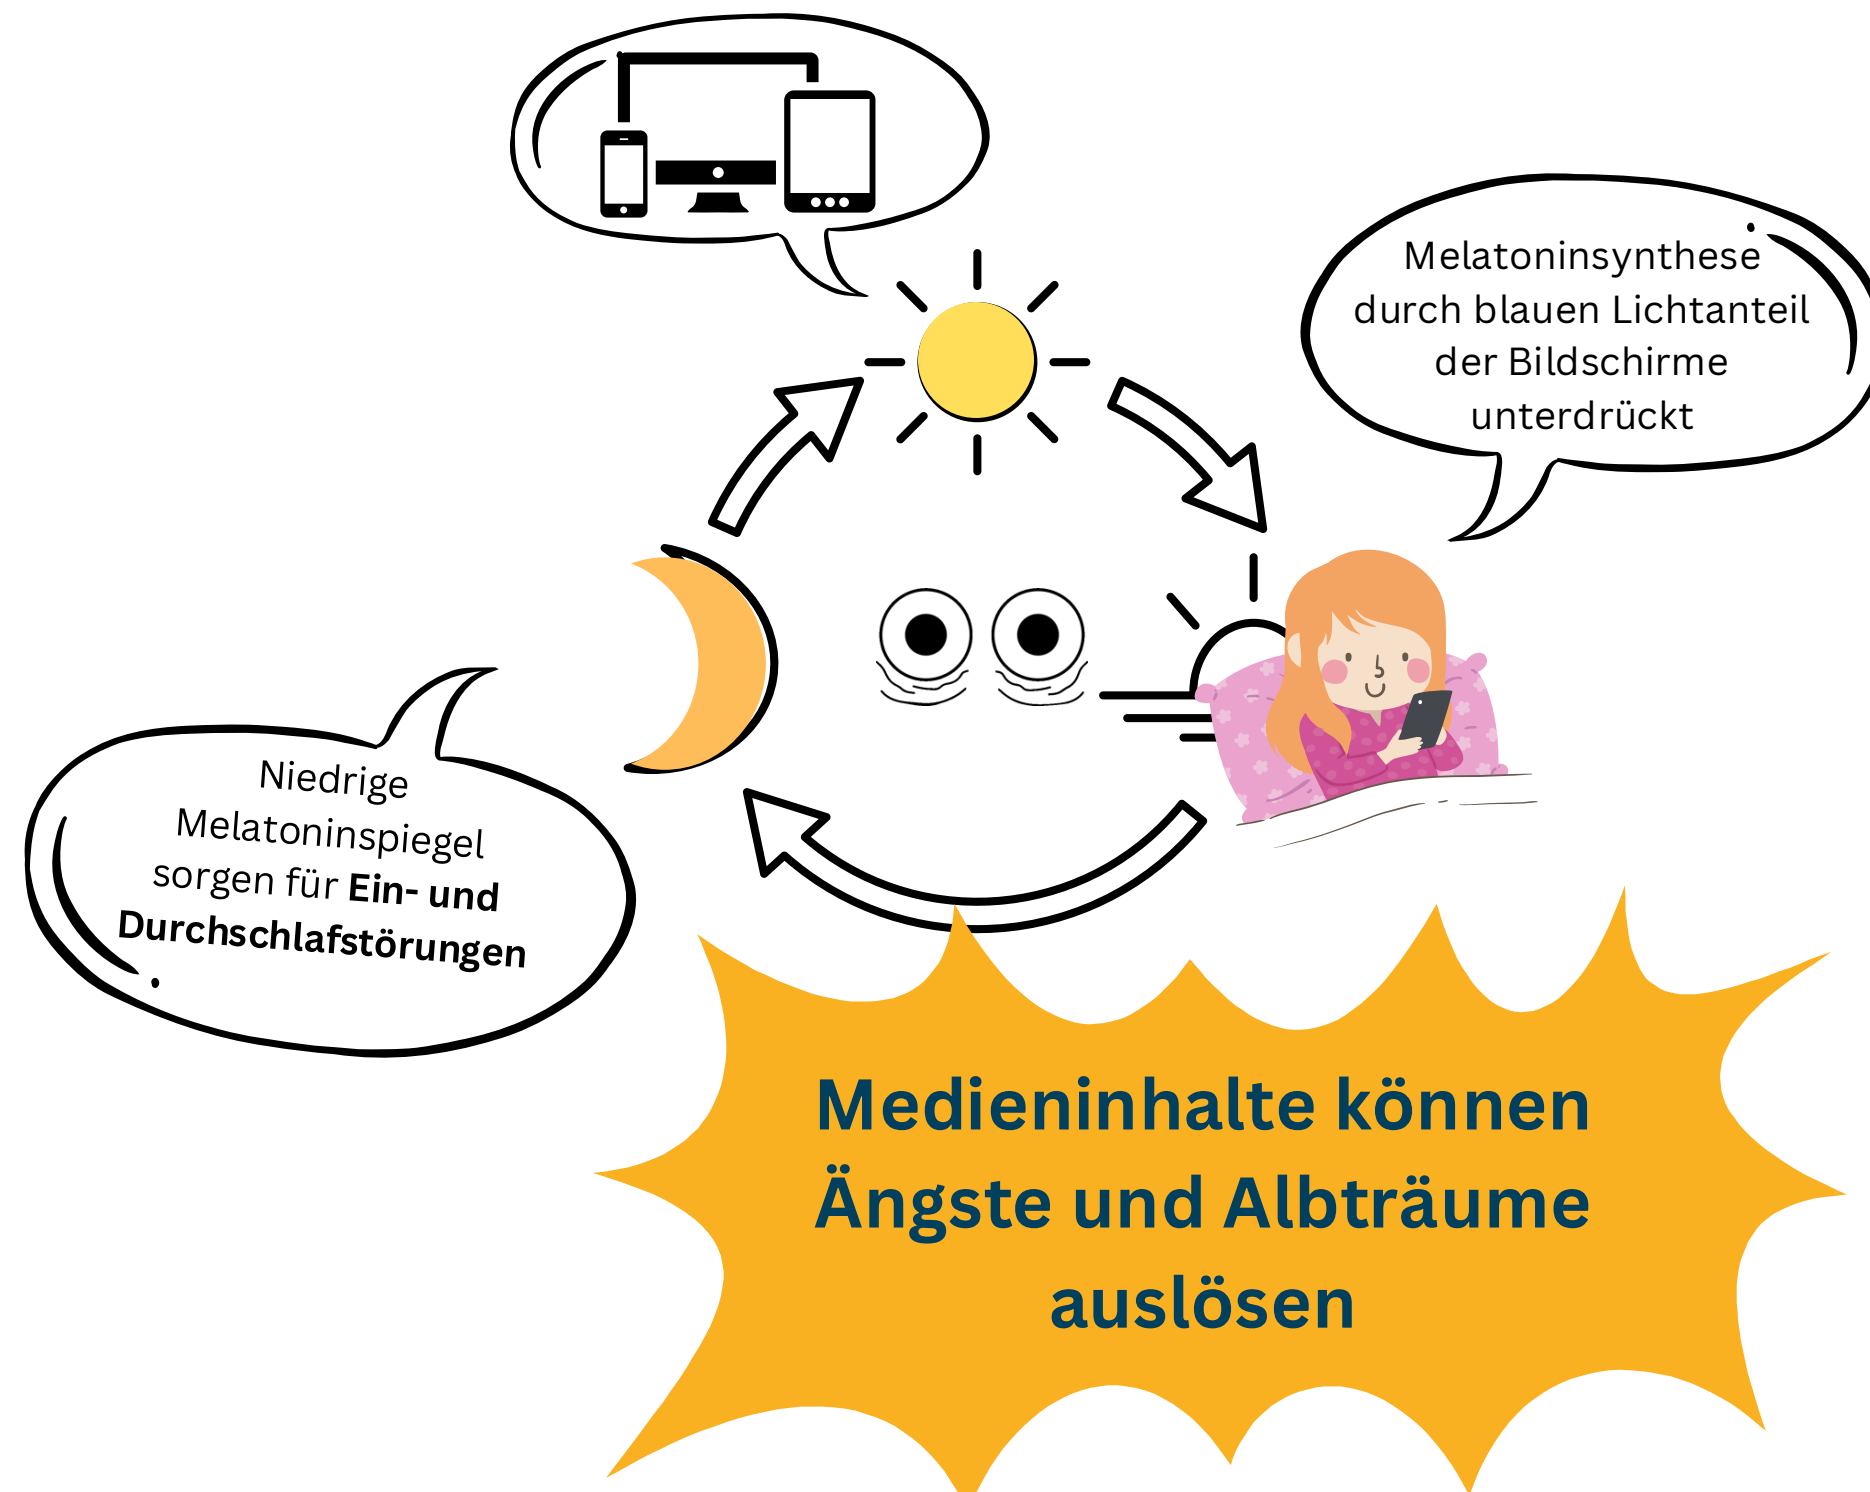 Melatoninsynthese
durch blauen Lichtanteil
der Bildschirme
unterdrückt
Niedrige
Melatoninspiegel
sorgen für Ein- und
Durchschlafstörungen
Medieninhalte können
Ängste und Albträume
auslösen